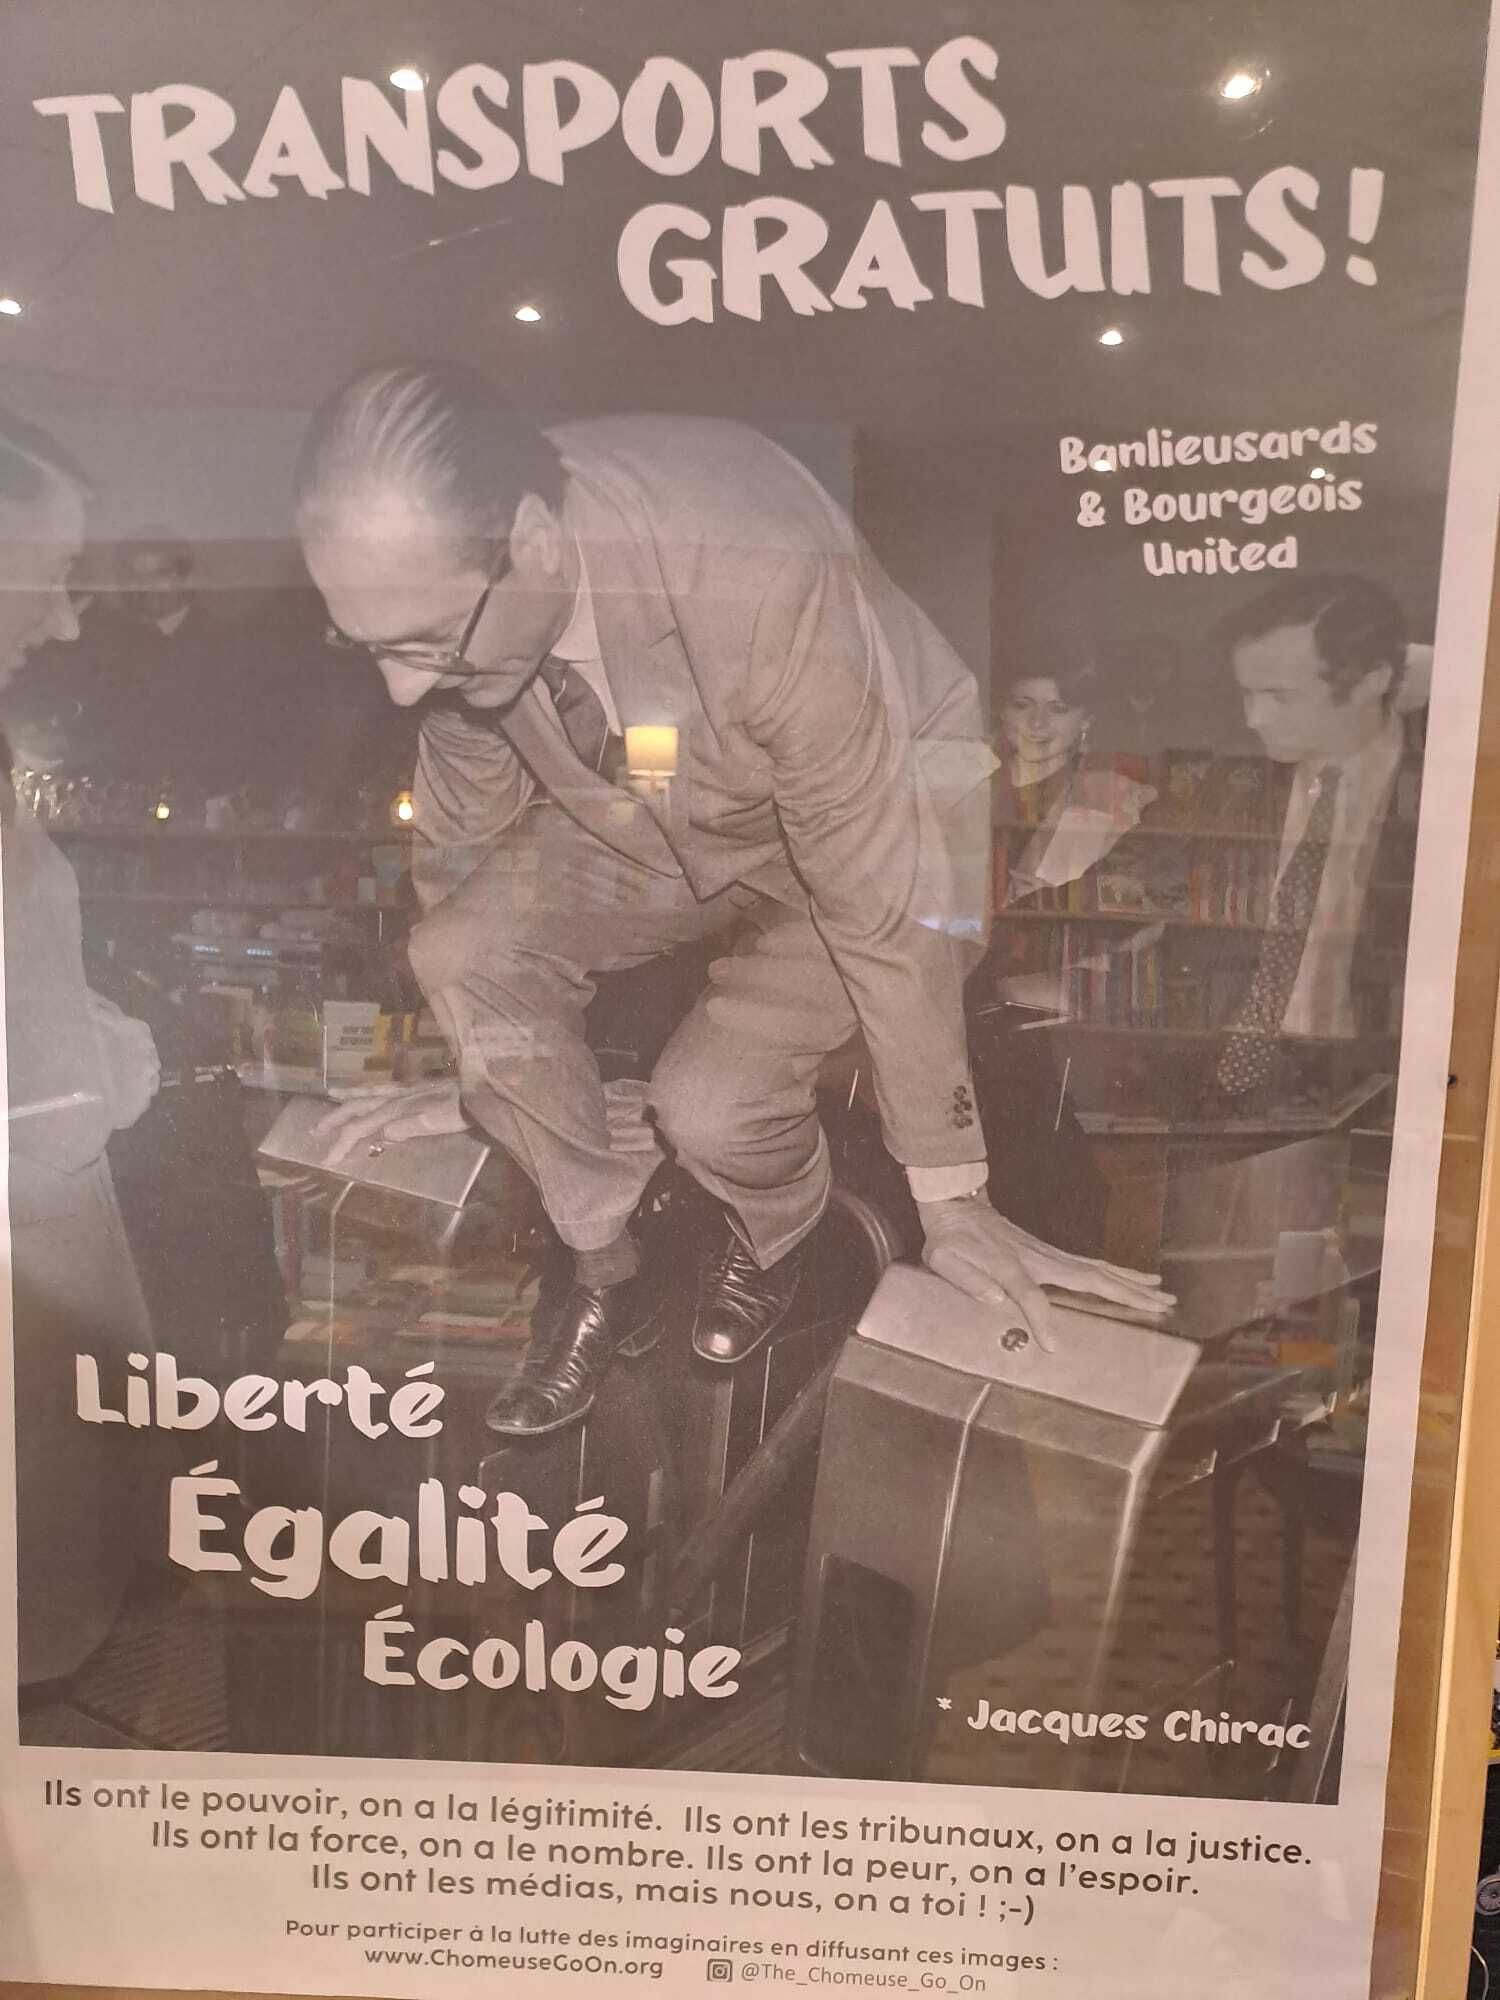 TRANSPORTS
GRATUITS!
Banlieusards
& Bourgeois
United
Liberté
Égalité
Écologie
* Jacques Chirac
Ils ont le pouvoir, on a la légitimité. Ils ont les tribunaux, on a la justice.
Ils ont la force, on a le nombre. Ils ont la peur, on a l'espoir.
Ils ont les médias, mais nous, on a toi ! ;-)
Pour participer à la lutte des imaginaires en diffusant ces images :
www.ChomeuseGoOn.org @The_Chomeuse_Go_On